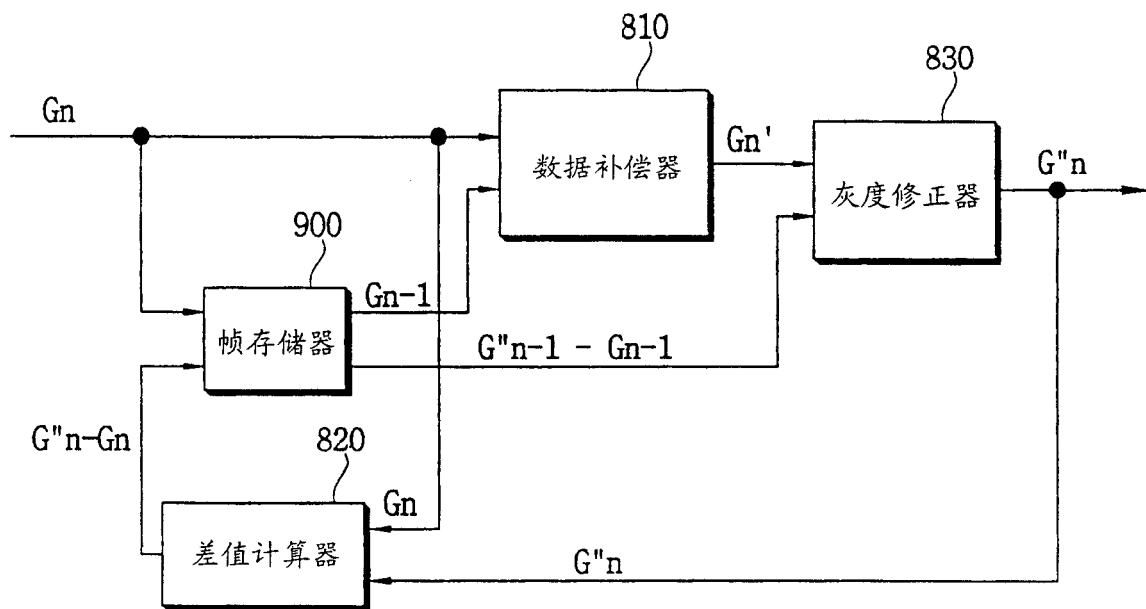 810
830
Gn
数据补偿器
Gn'
灰度修正器
G"n
900
帧存储器
Gn-1
G"n-1 - Gn-1
G"n-Gn
820
Gn
差值计算器
G"n